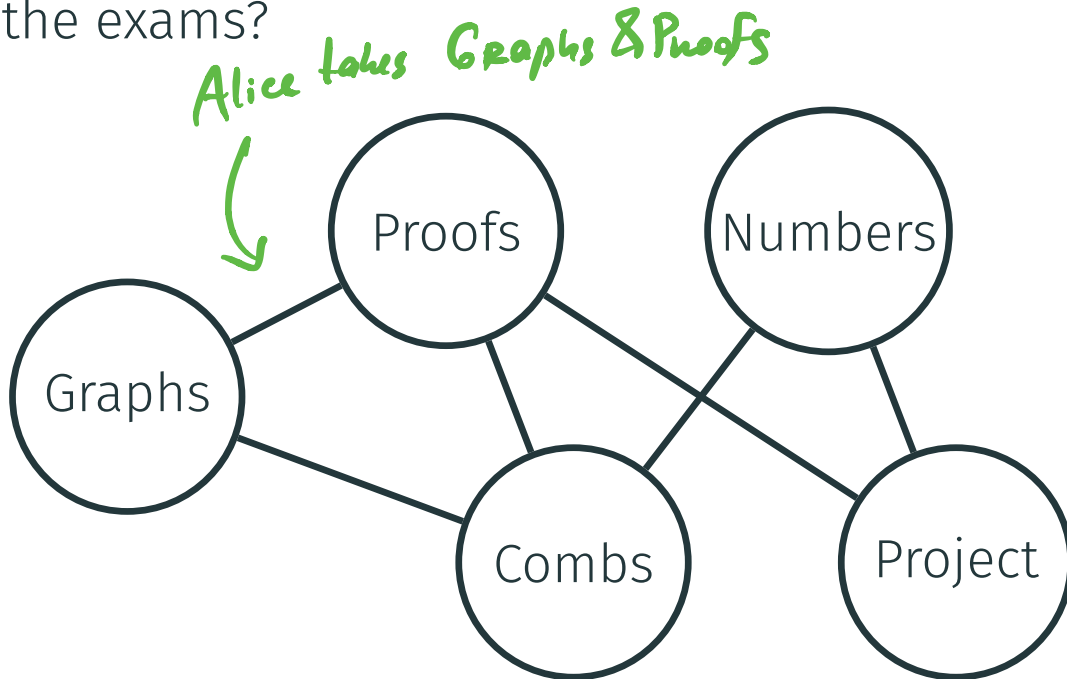 the exams?
Alice takes Graphs & Proofs
Proofs
Numbers
Graphs
Combs
Project